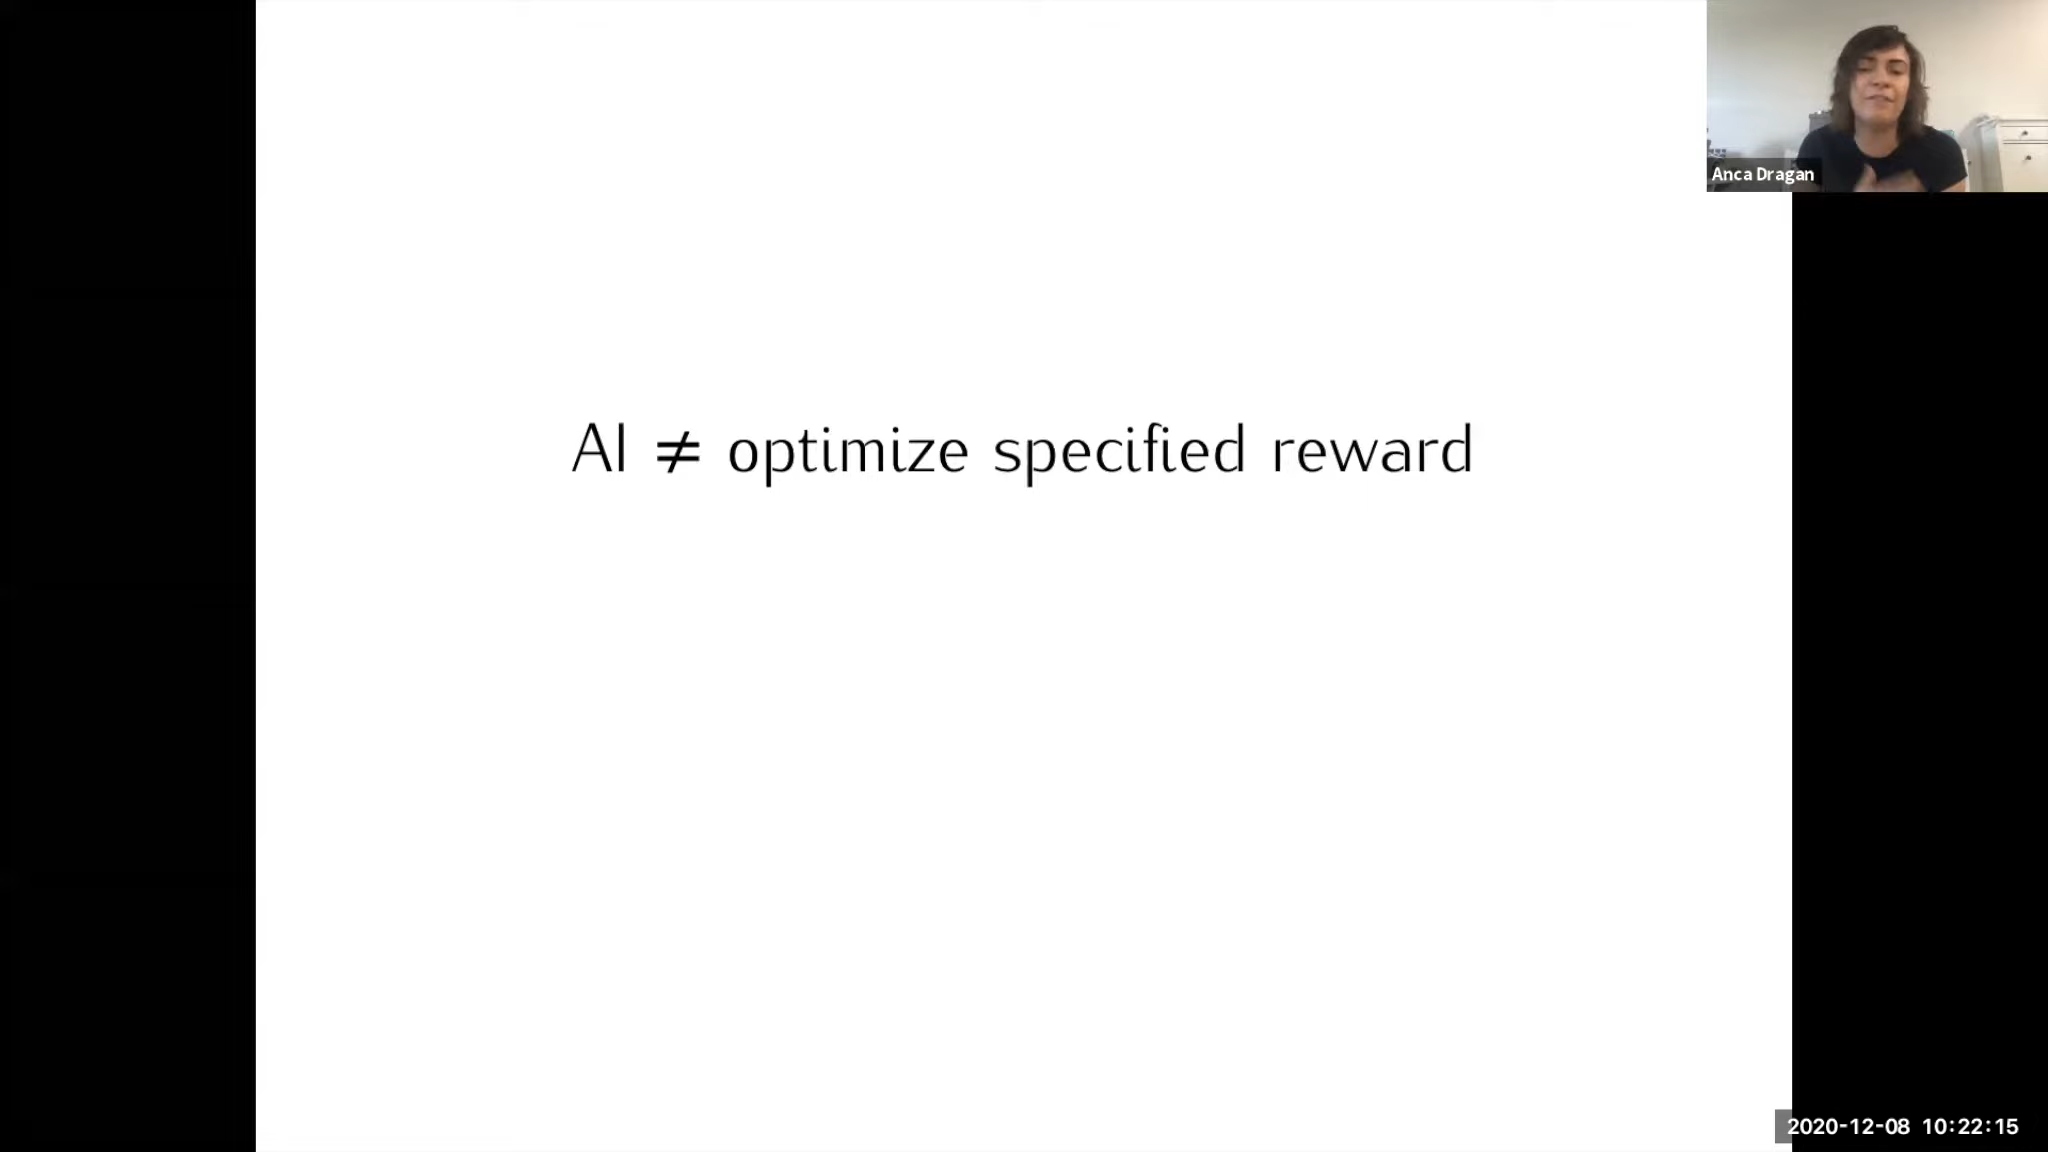 Anca Dragan
AI ≠ optimize specified reward
2020-12-08 10:22:15